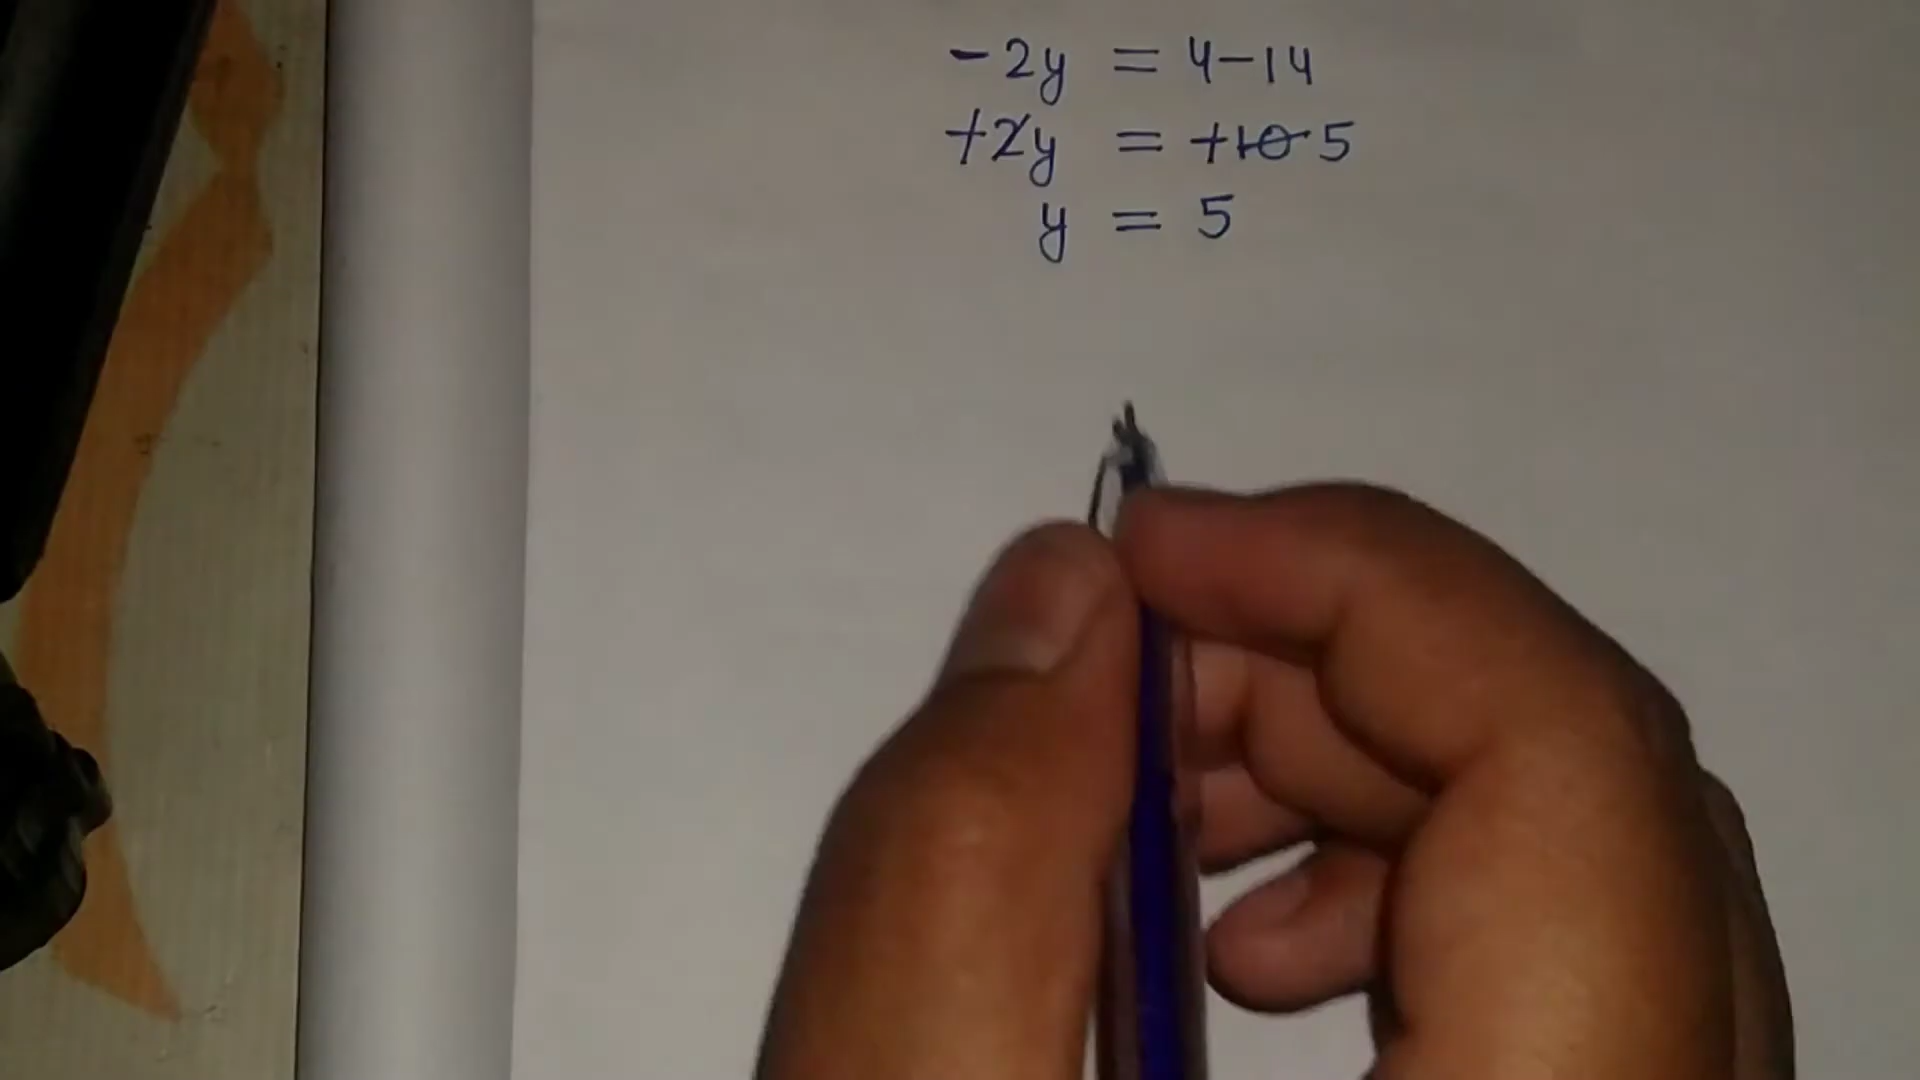 -2y = 4-14
+2y = +10 5
y = 5